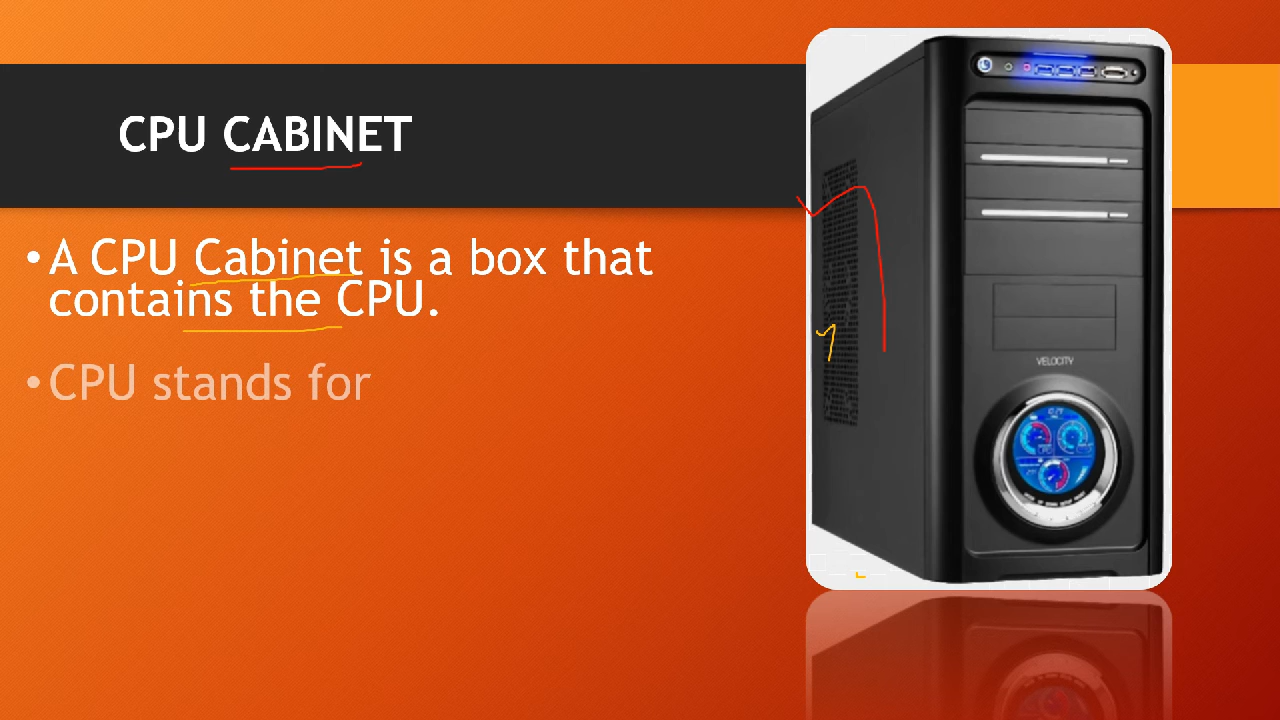 CPU CABINET
• A CPU Cabinet is a box that
contains the CPU.
• CPU stands for
VELOCITY